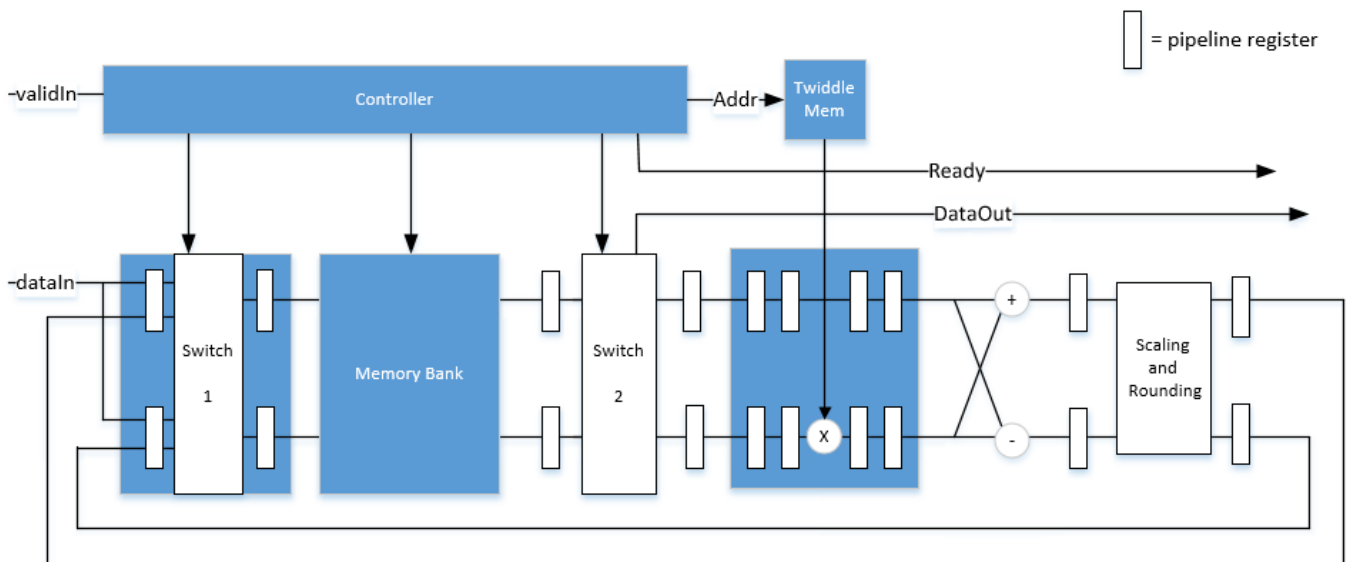 = pipeline register
validIn
Controller
Addr
Twiddle
Mem
Ready
DataOut
dataIn
Switch
1
Memory Bank
Switch
2
X
+
-
Scaling
and
Rounding